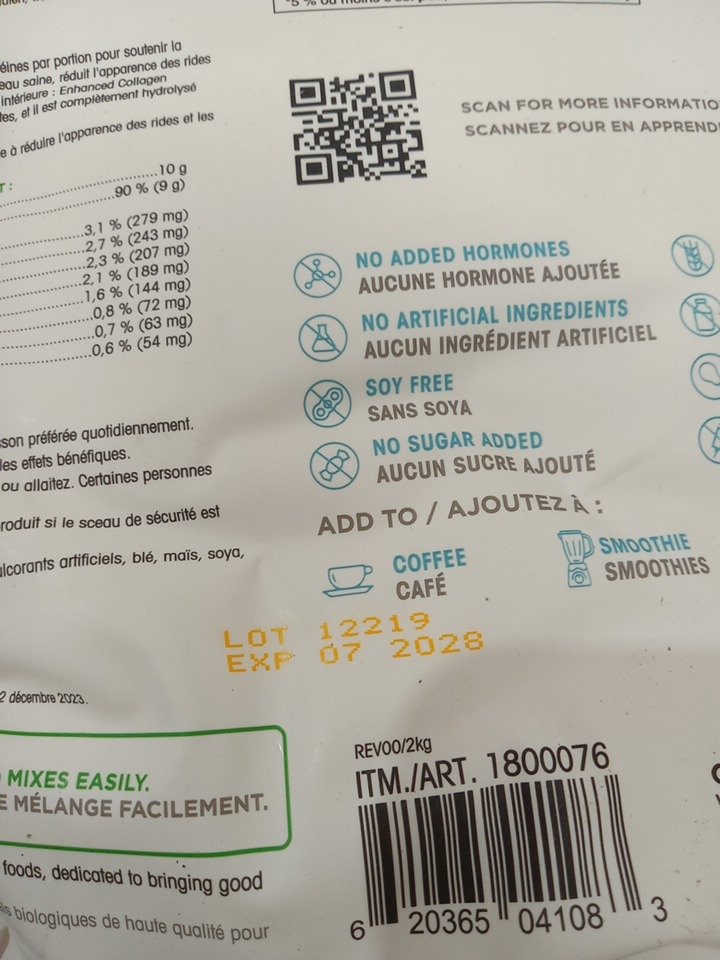 éines par portion pour soutenir la
eau saine, réduit l'apparence des rides
intérieure : Enhanced Collagen
tes, et il est complètement hydrolysé
e à réduire l'apparence des rides et les
T :
10 g
90 % (9 g)
3,1 % (279 mg)
2,7 % (243 mg)
2,3 % (207 mg)
2,1 % (189 mg)
1,6 % (144 mg)
0,8 % (72 mg)
0,7 % (63 mg)
0,6 % (54 mg)
son préférée quotidiennement.
les effets bénéfiques.
ou allaitez. Certaines personnes
roduit si le sceau de sécurité est
ulcorants artificiels, blé, maïs, soya,
2 décembre 2023.
MIXES EASILY.
E MÉLANGE FACILEMENT.
foods, dedicated to bringing good
es biologiques de haute qualité pour
SCAN FOR MORE INFORMATIO
SCANNEZ POUR EN APPREND
NO ADDED HORMONES
AUCUNE HORMONE AJOUTÉE
NO ARTIFICIAL INGREDIENTS
AUCUN INGRÉDIENT ARTIFICIEL
SOY FREE
SANS SOYA
NO SUGAR ADDED
AUCUN SUCRE AJOUTÉ
ADD TO / AJOUTEZ À :
COFFEE
CAFÉ
SMOOTHIE
SMOOTHIES
LOT 12219
EXP 07 2028
REV00/2kg
ITM./ART. 1800076
6 20365 04108 3